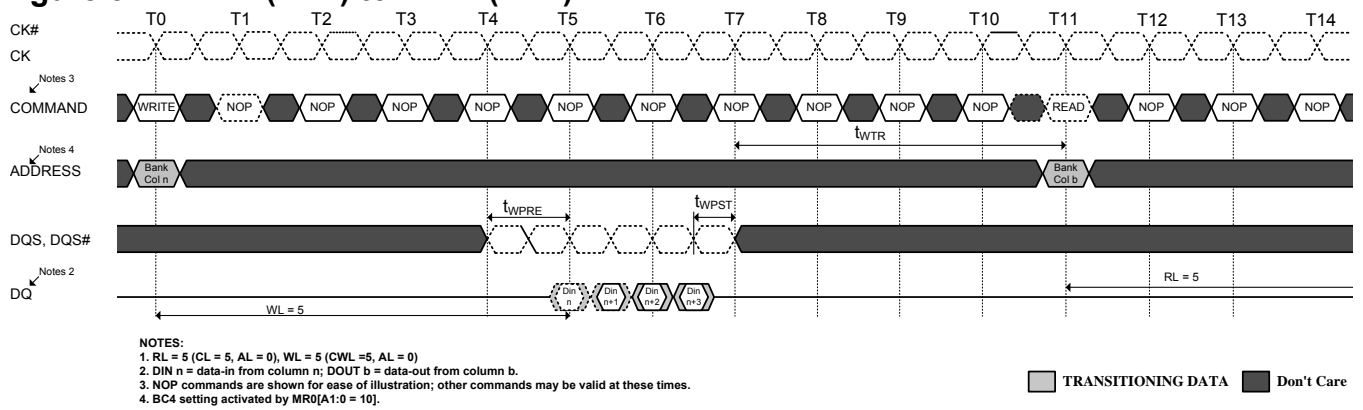 T0 T1 T2 T3 T4 T5 T6 T7 T8 T9 T10 T11 T12 T13 T14
CK#
CK
Notes 3
COMMAND
WRITE NOP NOP NOP NOP NOP NOP NOP NOP NOP NOP READ NOP NOP NOP
tWTR
Notes 4
ADDRESS
Bank Col n
Bank Col b
tWPRE
tWPST
DQS, DQS#
Notes 2
DQ
Din n
Din n+1
Din n+2
Din n+3
RL = 5
WL = 5
NOTES:
1. RL = 5 (CL = 5, AL = 0), WL = 5 (CWL =5, AL = 0)
2. DIN n = data-in from column n; DOUT b = data-out from column b.
3. NOP commands are shown for ease of illustration; other commands may be valid at these times.
4. BC4 setting activated by MR0[A1:0 = 10].
TRANSITIONING DATA
Don't Care